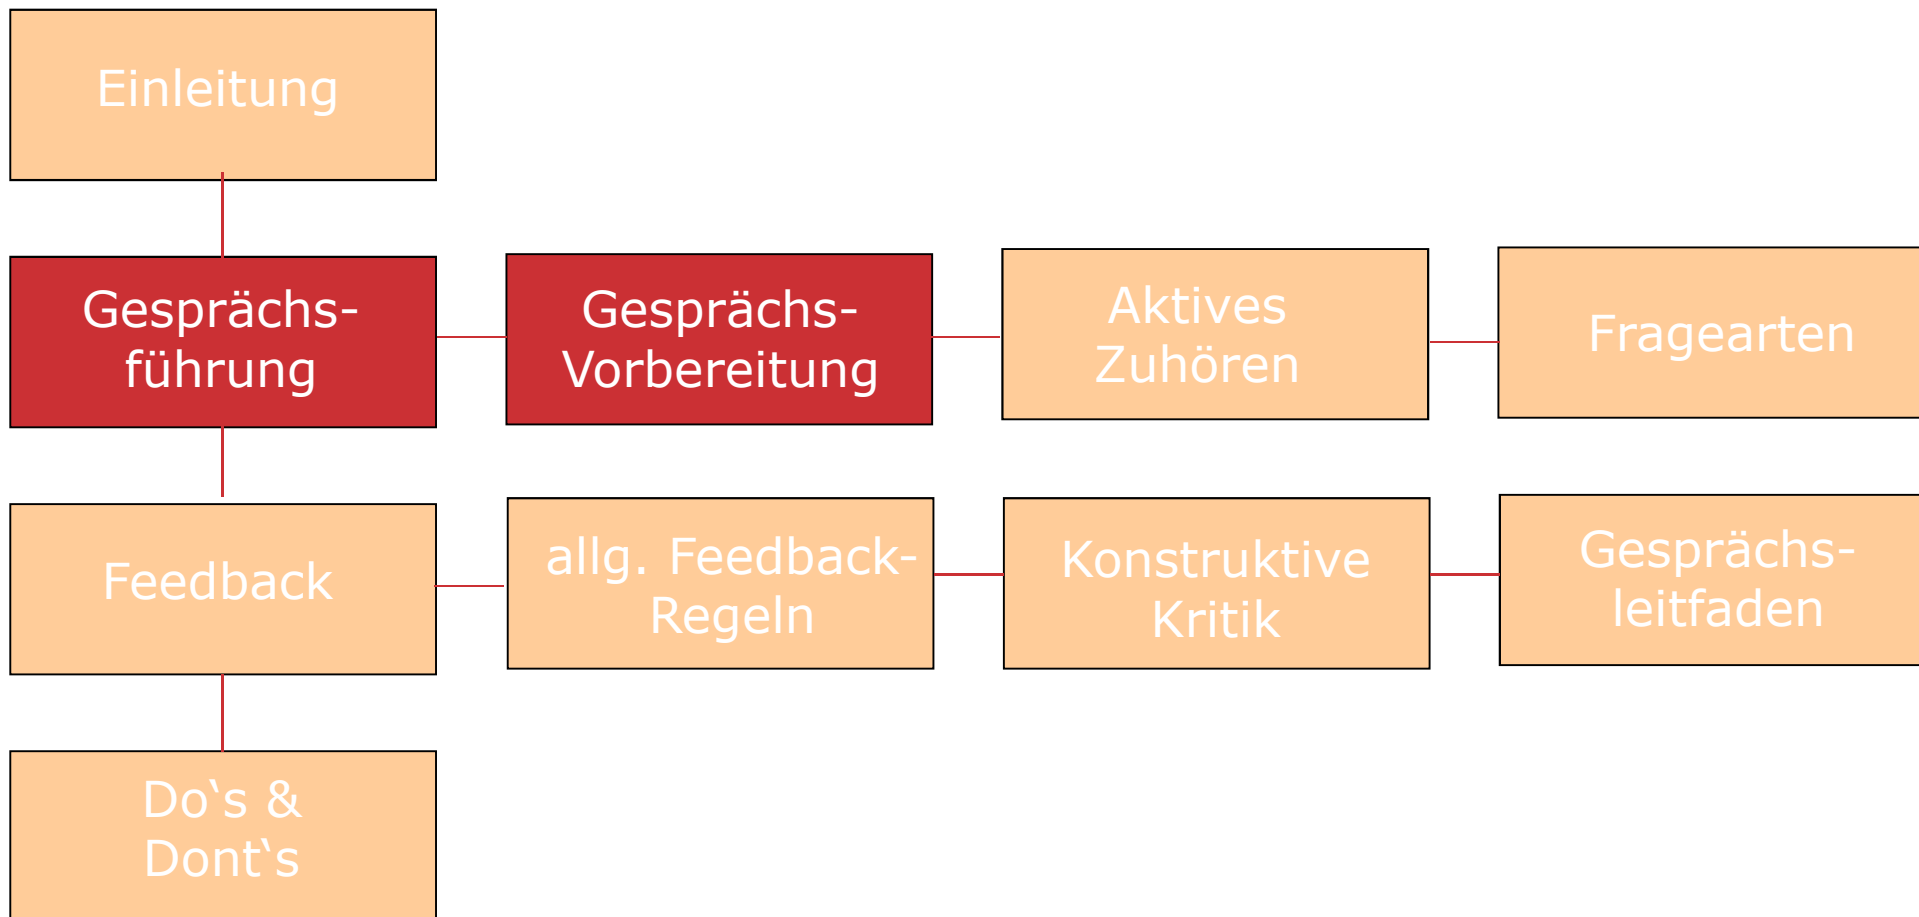 Einleitung
Gesprächs-
führung
Gesprächs-
Vorbereitung
Aktives
Zuhören
Fragearten
Feedback
allg. Feedback-
Regeln
Konstruktive
Kritik
Gesprächs-
leitfaden
Do‘s &
Dont‘s